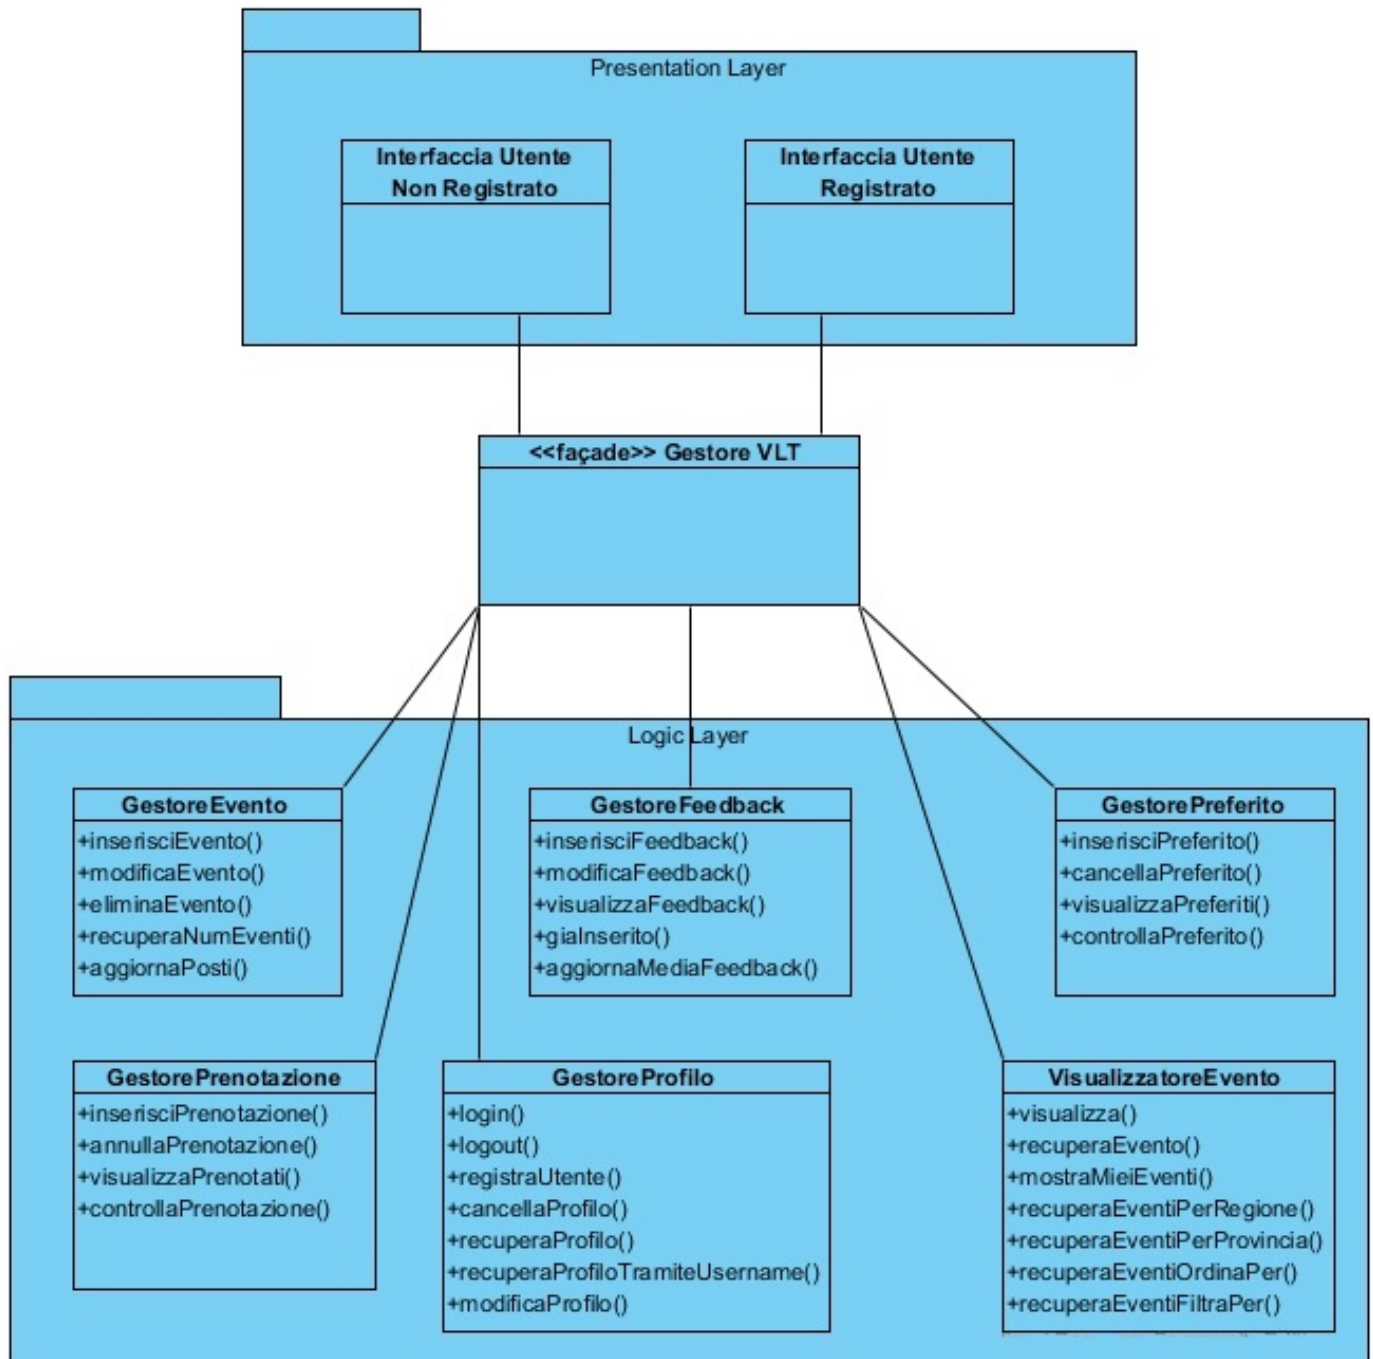 Presentation Layer
Interfaccia Utente
Non Registrato
Interfaccia Utente
Registrato
<<façade>> Gestore VLT
Logic Layer
GestoreEvento
+inserisciEvento()
+modificaEvento()
+eliminaEvento()
+recuperaNumEventi()
+aggiornaPosti()
GestoreFeedback
+inserisciFeedback()
+modificaFeedback()
+visualizzaFeedback()
+giaInserito()
+aggiornaMediaFeedback()
GestorePreferito
+inserisciPreferito()
+cancellaPreferito()
+visualizzaPreferiti()
+controllaPreferito()
GestorePrenotazione
+inserisciPrenotazione()
+annullaPrenotazione()
+visualizzaPrenotati()
+controllaPrenotazione()
GestoreProfilo
+login()
+logout()
+registraUtente()
+cancellaProfilo()
+recuperaProfilo()
+recuperaProfiloTramiteUsername()
+modificaProfilo()
VisualizzatoreEvento
+visualizza()
+recuperaEvento()
+mostraMieiEventi()
+recuperaEventiPerRegione()
+recuperaEventiPerProvincia()
+recuperaEventiOrdinaPer()
+recuperaEventiFiltraPer()